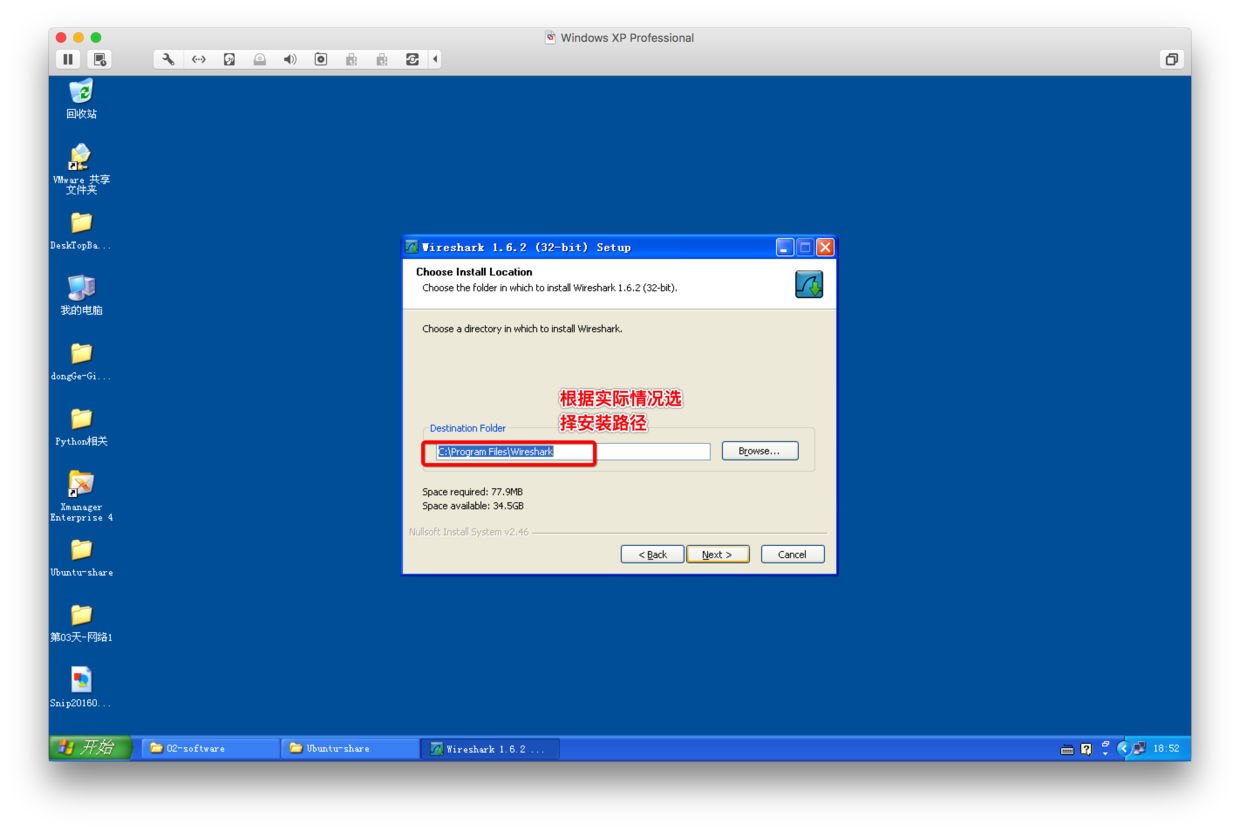 Windows XP Professional
回收站
VMware 共享
文件夹
DeskTopBa...
我的电脑
dongGe-Gi...
Python相关
Xmanager
Enterprise 4
Ubuntu-share
第03天-网络1
Snip20160...
Wireshark 1.6.2 (32-bit) Setup
Choose Install Location
Choose the folder in which to install Wireshark 1.6.2 (32-bit).
Choose a directory in which to install Wireshark.
根据实际情况选
择安装路径
Destination Folder
C:\Program Files\Wireshark
Browse...
Space required: 77.9MB
Space available: 34.5GB
Nullsoft Install System v2.46
< Back
Next >
Cancel
开始
02-software
Ubuntu-share
Wireshark 1.6.2 ...
18:52